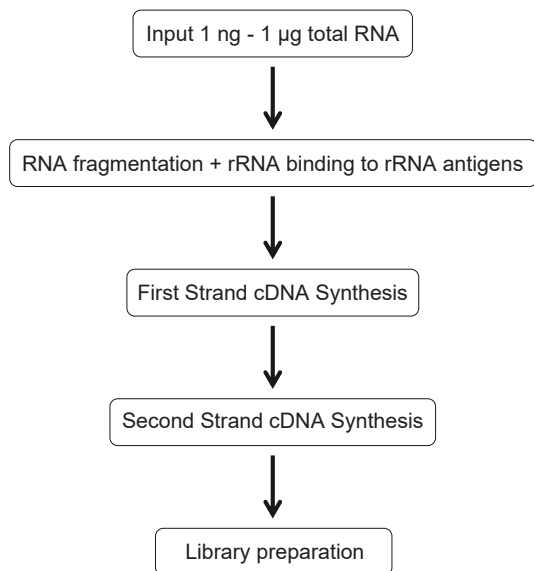 Input 1 ng - 1 µg total RNA
RNA fragmentation + rRNA binding to rRNA antigens
First Strand cDNA Synthesis
Second Strand cDNA Synthesis
Library preparation